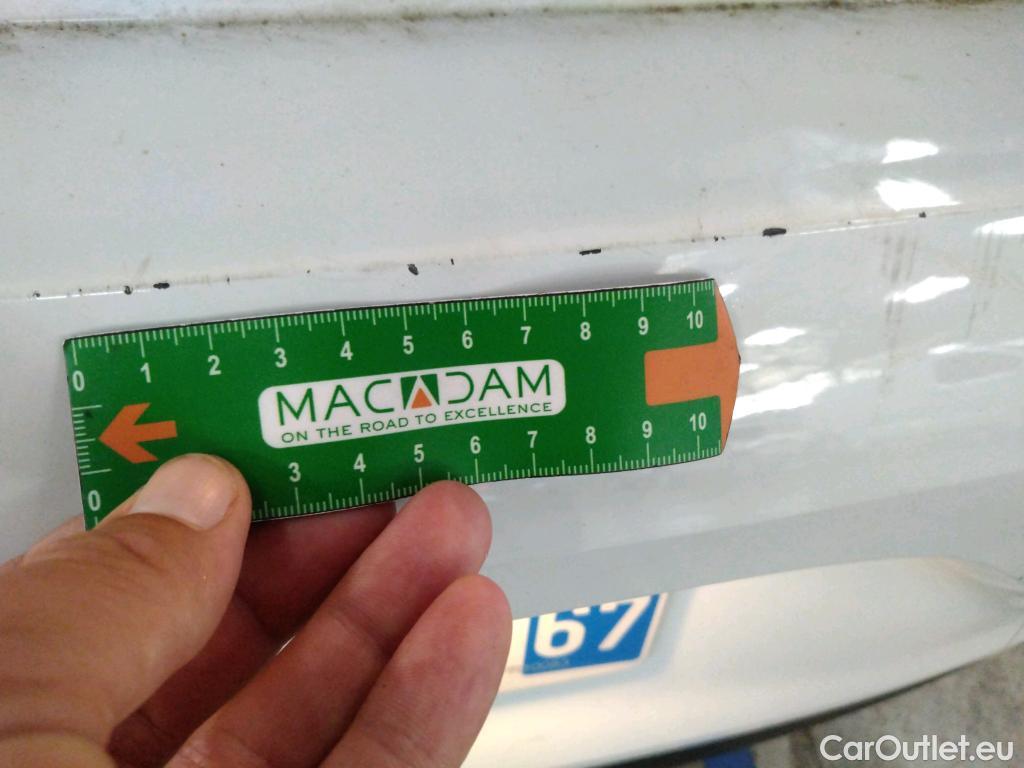 0 1 2 3 4 5 6 7 8 9 10
MACADAM
ON THE ROAD TO EXCELLENCE
0 3 4 5 6 7 8 9 10
67
CarOutlet.eu